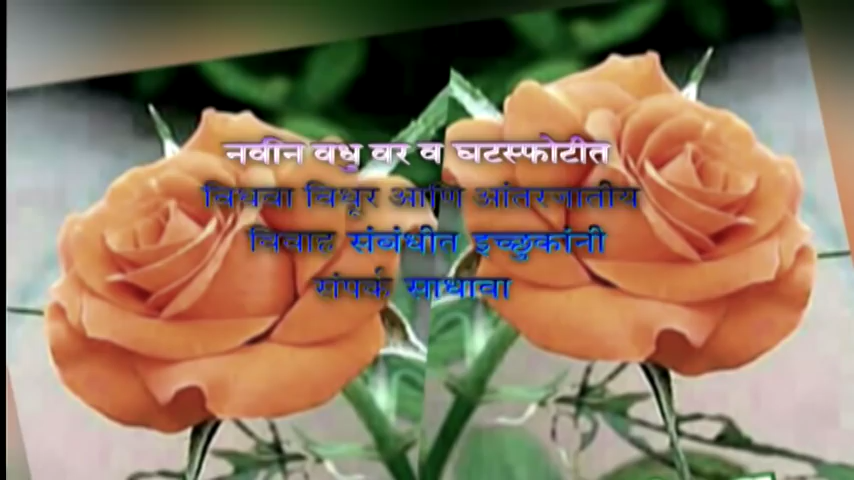 नवीन वधु वर व घटस्फोटीत
विधवा विधूर आणि आंतरजातीय
विवाह संबंधीत इच्छुकांनी
संपर्क साधावा